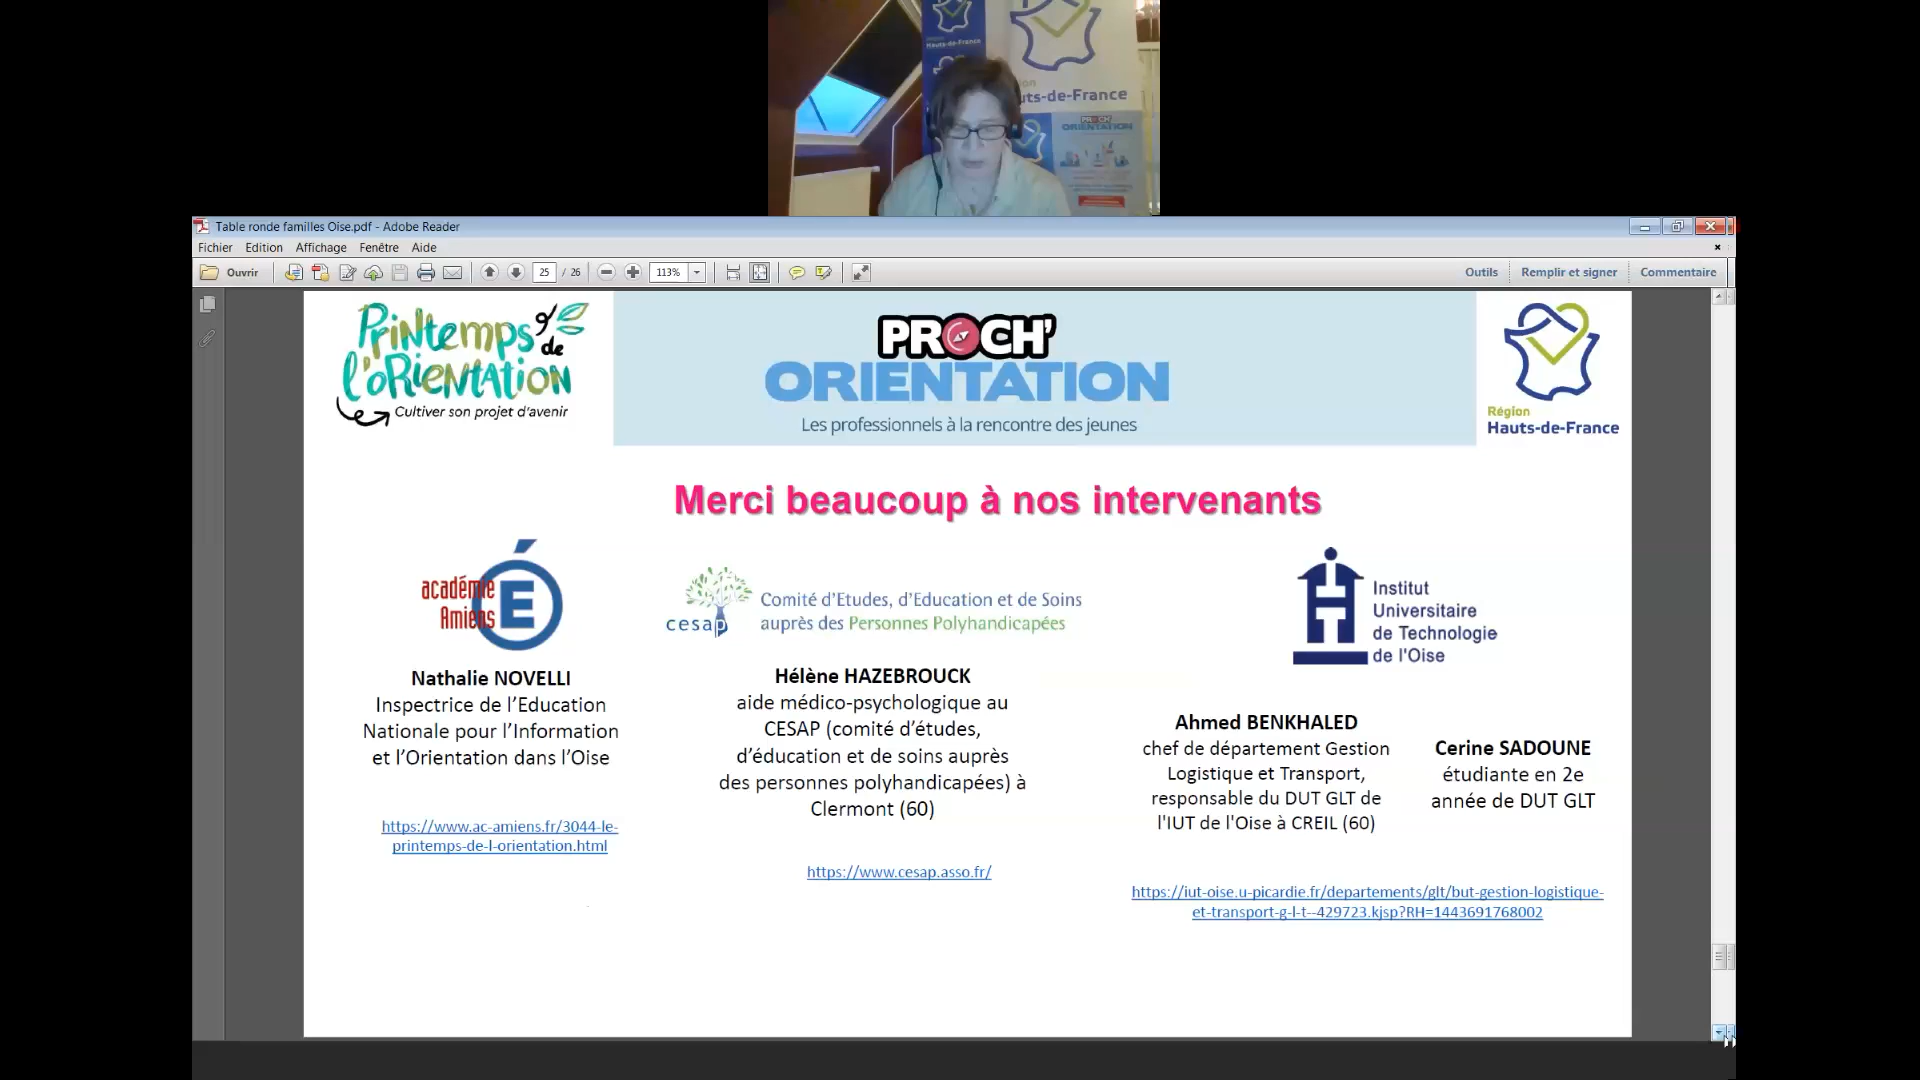 Région
Hauts-de-France
Hauts-de-France
PROCH'
ORIENTATION
Table ronde familles Oise.pdf - Adobe Reader
Fichier Edition Affichage Fenêtre Aide
Ouvrir 25 / 26 113% Outils Remplir et signer Commentaire
Printemps
de
l'ORIENTATION
Cultiver son projet d'avenir
PROCH'
ORIENTATION
Les professionnels à la rencontre des jeunes
Région
Hauts-de-France
Merci beaucoup à nos intervenants
académie
Amiens
É
Nathalie NOVELLI
Inspectrice de l’Education
Nationale pour l’Information
et l’Orientation dans l’Oise
https://www.ac-amiens.fr/3044-le-
printemps-de-l-orientation.html
cesap
Comité d’Etudes, d’Education et de Soins
auprès des Personnes Polyhandicapées
Hélène HAZEBROUCK
aide médico-psychologique au
CESAP (comité d’études,
d’éducation et de soins auprès
des personnes polyhandicapées) à
Clermont (60)
https://www.cesap.asso.fr/
Institut
Universitaire
de Technologie
de l'Oise
Ahmed BENKHALED
chef de département Gestion
Logistique et Transport,
responsable du DUT GLT de
l'IUT de l'Oise à CREIL (60)
Cerine SADOUNE
étudiante en 2e
année de DUT GLT
https://iut-oise.u-picardie.fr/departements/glt/but-gestion-logistique-
et-transport-g-l-t--429723.kjsp?RH=1443691768002